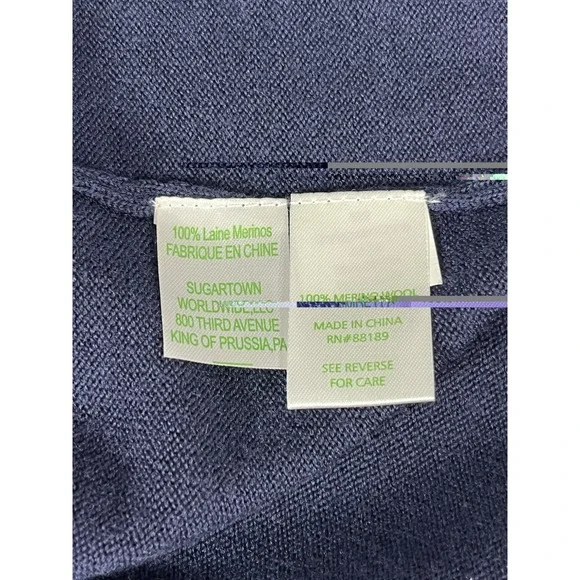 100% Laine Merinos
FABRIQUE EN CHINE
SUGARTOWN
WORLDWIDE,LLC
800 THIRD AVENUE
KING OF PRUSSIA,PA
100% MERINO WOOL
MADE IN CHINA
RN#88189
SEE REVERSE
FOR CARE